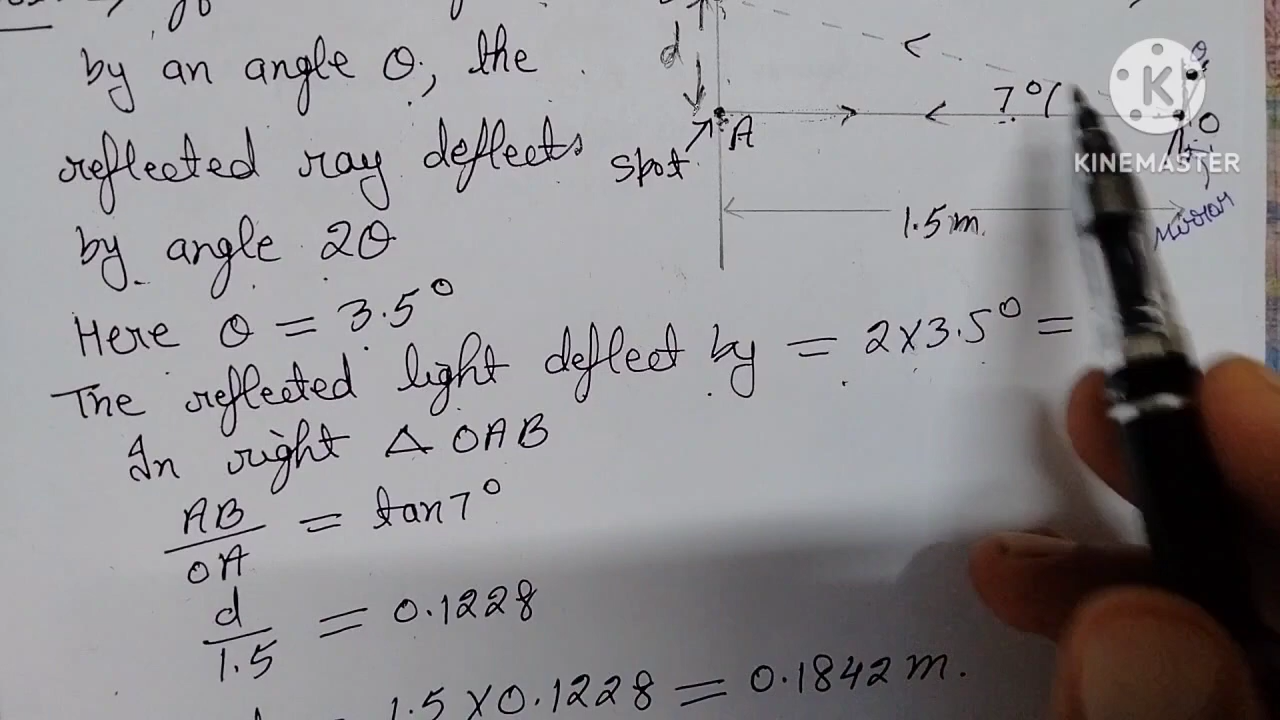 by an angle θ, the
reflected ray deflects
by angle 2θ
Here θ = 3.5°
The reflected light deflect by = 2×3.5° =
In right Δ OAB
AB/OA = tan7°
d/1.5 = 0.1228
1.5 × 0.1228 = 0.1842 m.
d
A
spot
7°
O
1.5 m.
Mirror
K
KINEMASTER